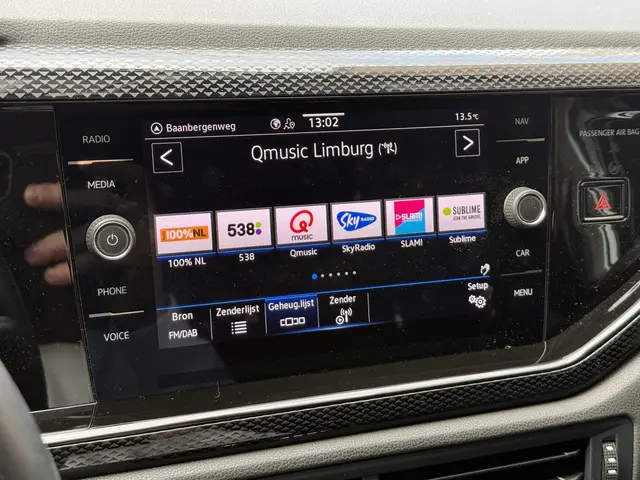 RADIO
MEDIA
PHONE
VOICE
Baanbergenweg
13:02
13.5°C
Qmusic Limburg
100%NL
538
Q
music
Sky RADIO
SLAM!
SUBLIME
100% NL
538
Qmusic
SkyRadio
SLAM!
Sublime
Bron
FM/DAB
Zenderlijst
Geheug.lijst
Zender
Setup
NAV
APP
CAR
MENU
PASSENGER AIR BAG